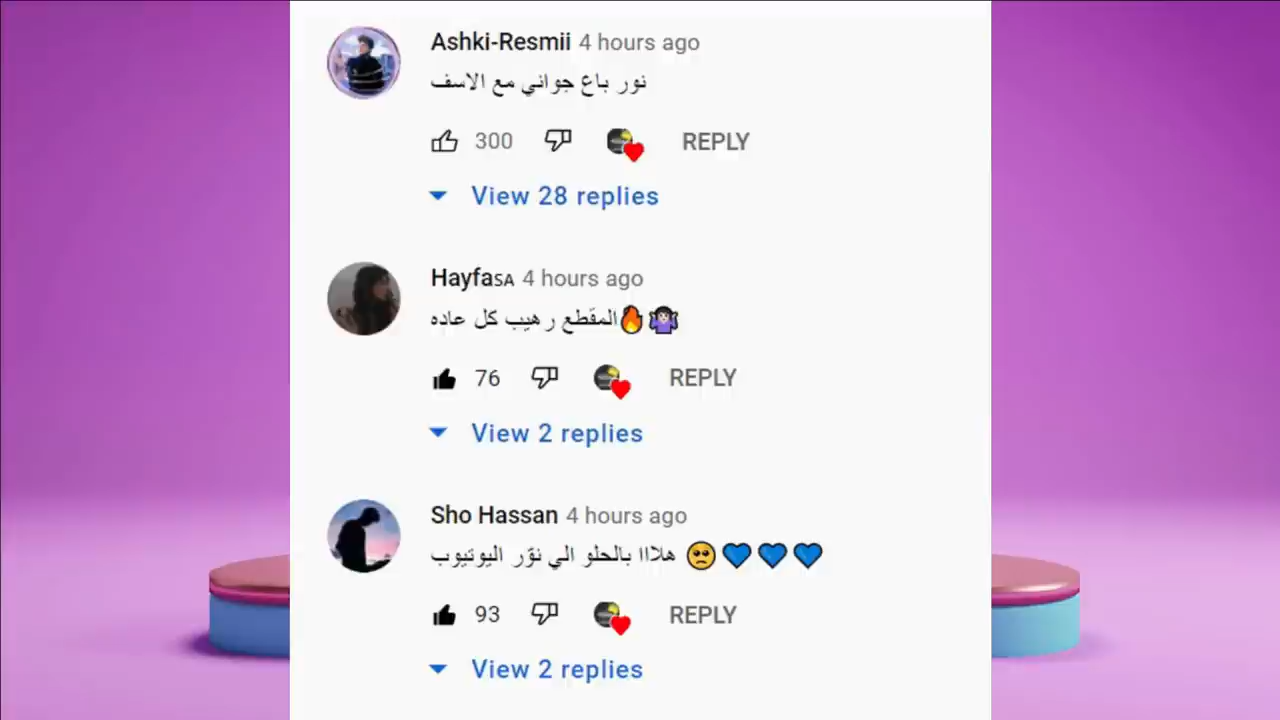 Ashki-Resmii 4 hours ago
نور باع جواني مع الاسف
300 REPLY
View 28 replies
Hayfaꜱᴀ 4 hours ago
المقطع رهيب كل عاده🔥🤷🏻‍♀️
76 REPLY
View 2 replies
Sho Hassan 4 hours ago
هلااا بالحلو الي نوّر اليوتيوب 🥺💙💙💙
93 REPLY
View 2 replies